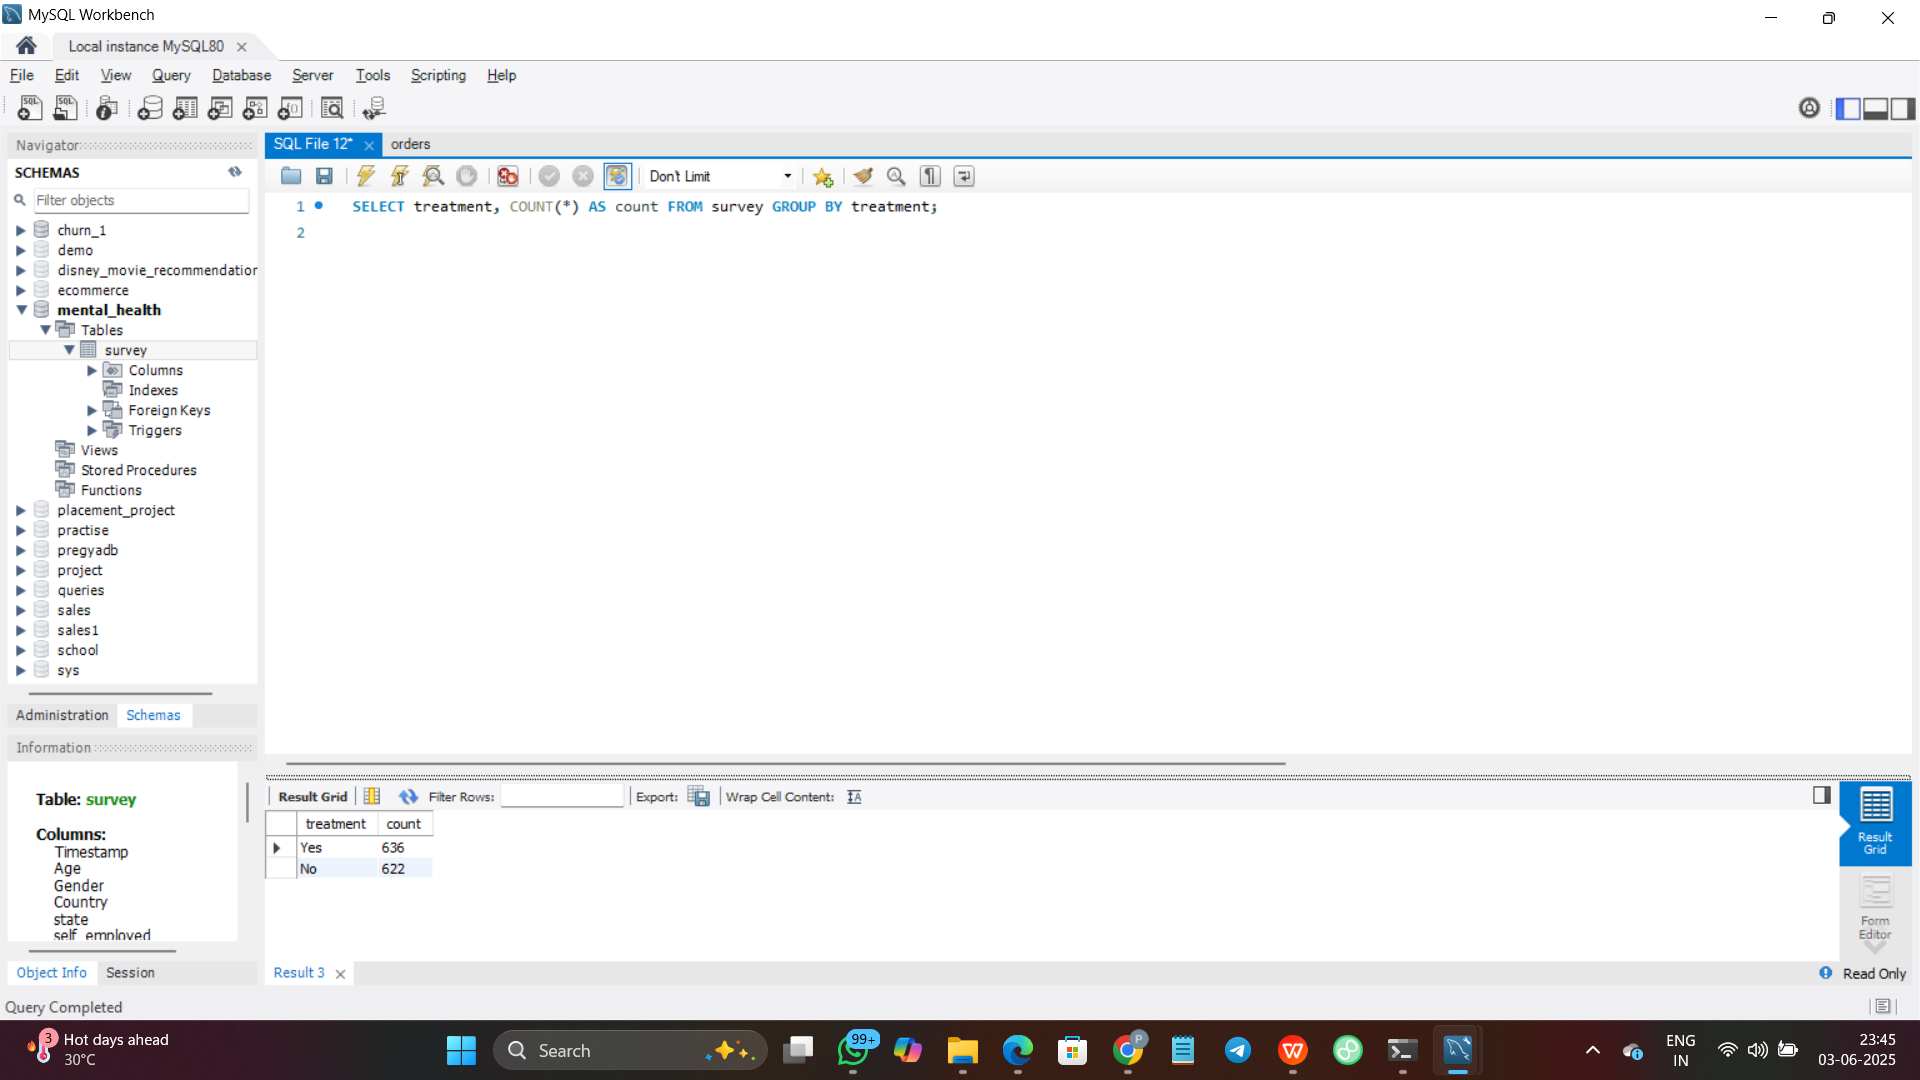 MySQL Workbench
Local instance MySQL80
File Edit View Query Database Server Tools Scripting Help
Navigator
SCHEMAS
Filter objects
churn_1
demo
disney_movie_recommendation
ecommerce
mental_health
Tables
survey
Columns
Indexes
Foreign Keys
Triggers
Views
Stored Procedures
Functions
placement_project
practise
pregyadb
project
queries
sales
sales1
school
sys
Administration Schemas
Information
Table: survey
Columns:
Timestamp
Age
Gender
Country
state
self_employed
Object Info Session
SQL File 12* orders
Don't Limit
1 SELECT treatment, COUNT(*) AS count FROM survey GROUP BY treatment;
2
Result Grid Filter Rows: Export: Wrap Cell Content:
treatment count
Yes 636
No 622
Result Grid
Form Editor
Result 3
Read Only
Query Completed
3 Hot days ahead
30°C
Search
99+
P
ENG
IN
23:45
03-06-2025